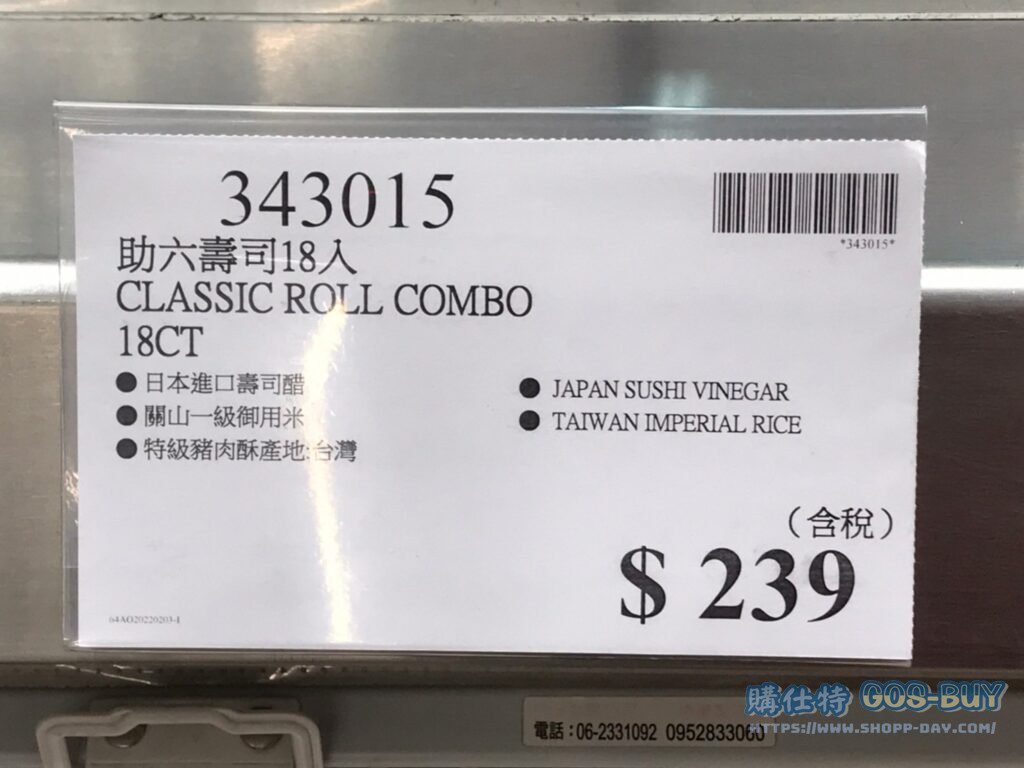 343015
*343015*
助六壽司18入
CLASSIC ROLL COMBO
18CT
● 日本進口壽司醋
● 關山一級御用米
● 特級豬肉酥產地:台灣
● JAPAN SUSHI VINEGAR
● TAIWAN IMPERIAL RICE
（含稅）
$ 239
64AG20220203-1
購仕特 GOS-BUY
HTTPS://WWW.SHOPP-DAY.COM/
電話：06-2331092 0952833060